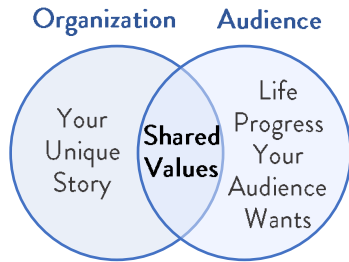 Organization
Audience
Your
Unique
Story
Shared
Values
Life
Progress
Your
Audience
Wants